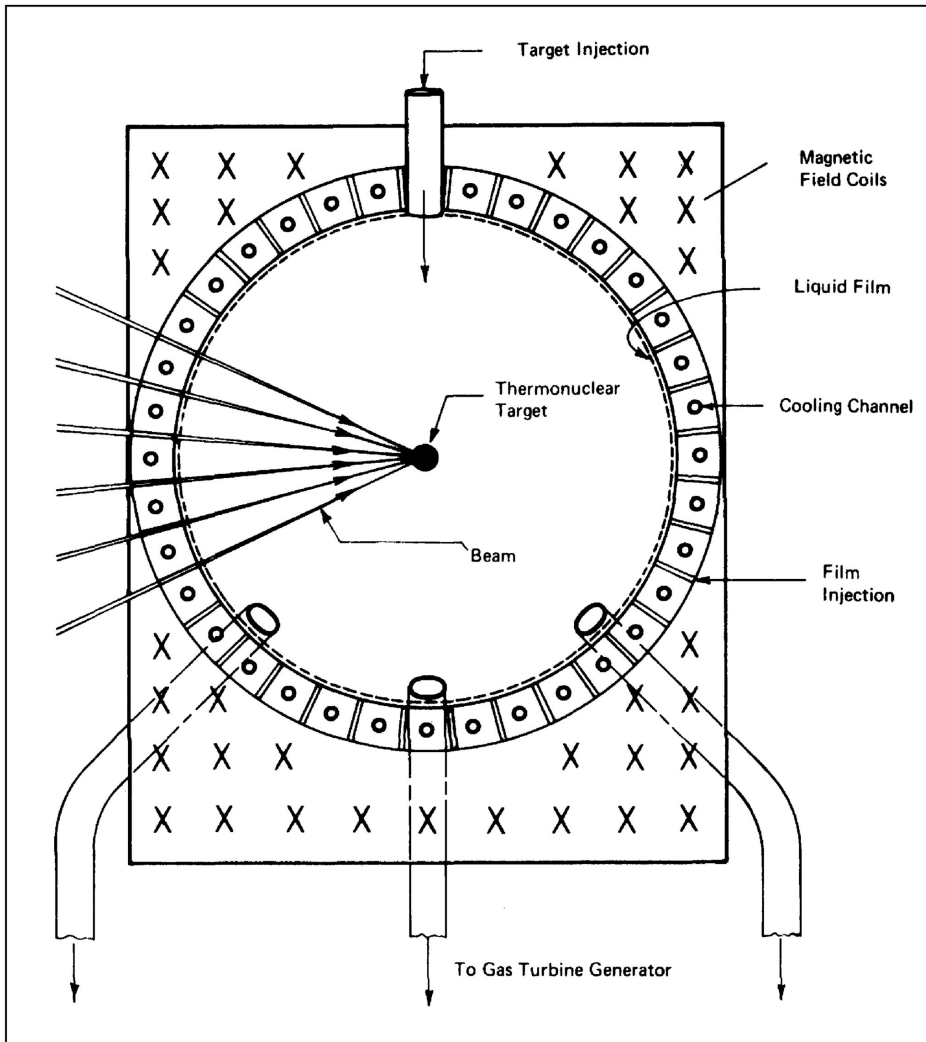 Target Injection
Magnetic
Field Coils
Liquid Film
Thermonuclear
Target
Cooling Channel
Beam
Film
Injection
To Gas Turbine Generator